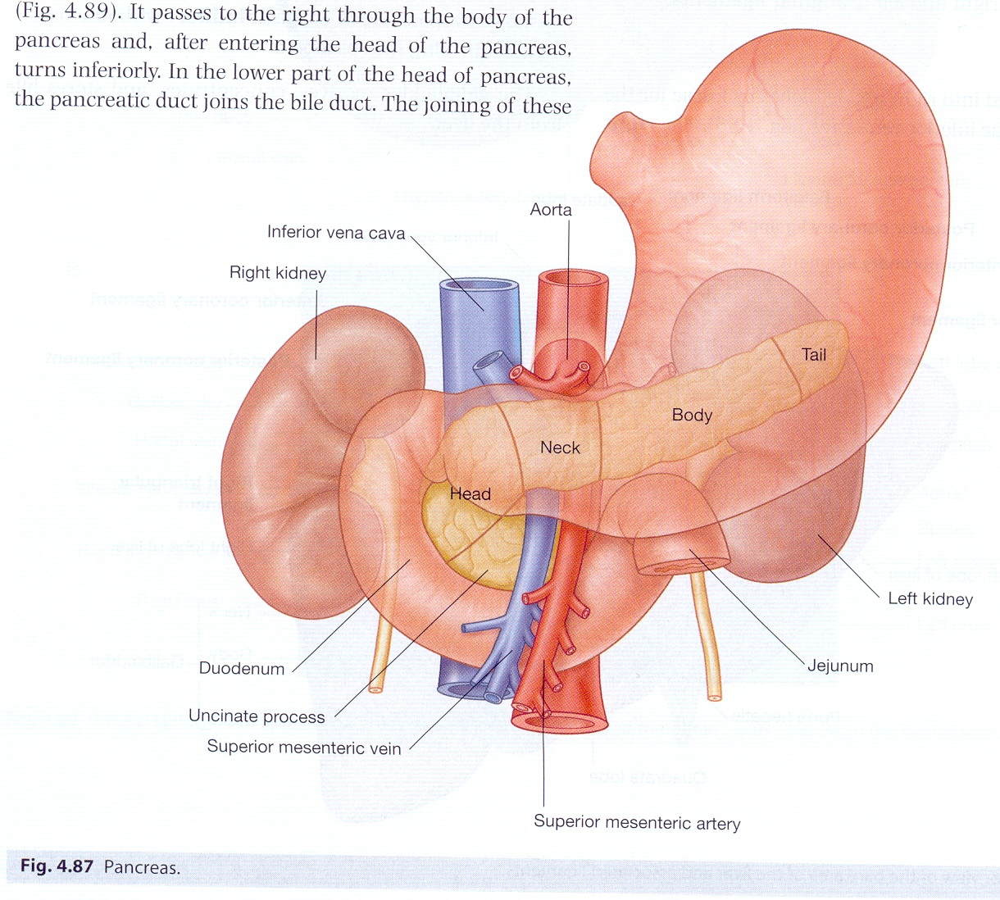 (Fig. 4.89). It passes to the right through the body of the
pancreas and, after entering the head of the pancreas,
turns inferiorly. In the lower part of the head of pancreas,
the pancreatic duct joins the bile duct. The joining of these
Aorta
Inferior vena cava
Right kidney
Tail
Body
Neck
Head
Left kidney
Jejunum
Duodenum
Uncinate process
Superior mesenteric vein
Superior mesenteric artery
Fig. 4.87 Pancreas.